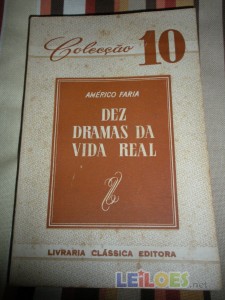 Colecção 10
AMÉRICO FARIA
DEZ
DRAMAS DA
VIDA REAL
LIVRARIA CLÁSSICA EDITORA
LEILOES.net